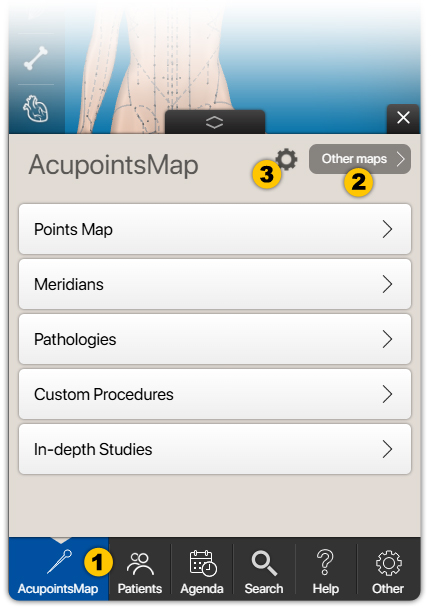 AcupointsMap
3
Other maps
2
Points Map
Meridians
Pathologies
Custom Procedures
In-depth Studies
1
AcupointsMap
Patients
Agenda
Search
Help
Other